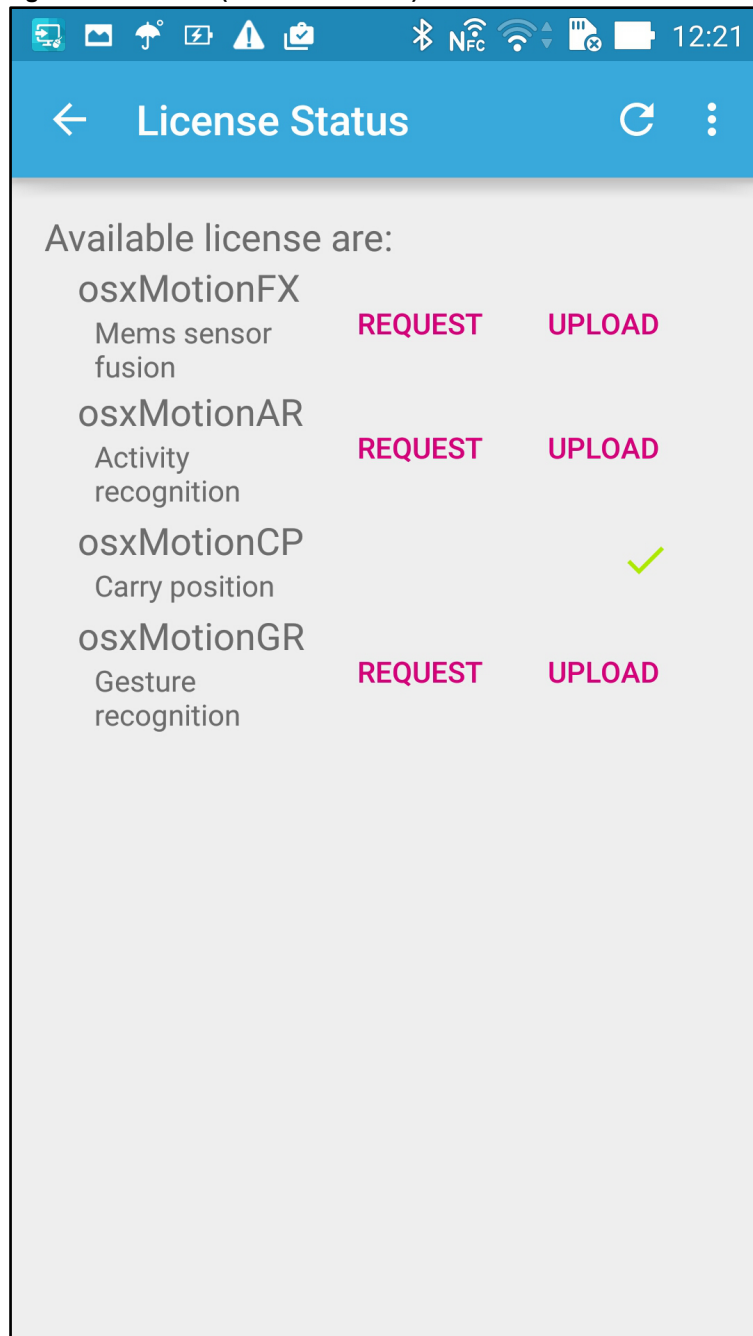 NFC 12:21
License Status
Available license are:
osxMotionFX
Mems sensor
fusion
REQUEST UPLOAD
osxMotionAR
Activity
recognition
REQUEST UPLOAD
osxMotionCP
Carry position
osxMotionGR
Gesture
recognition
REQUEST UPLOAD